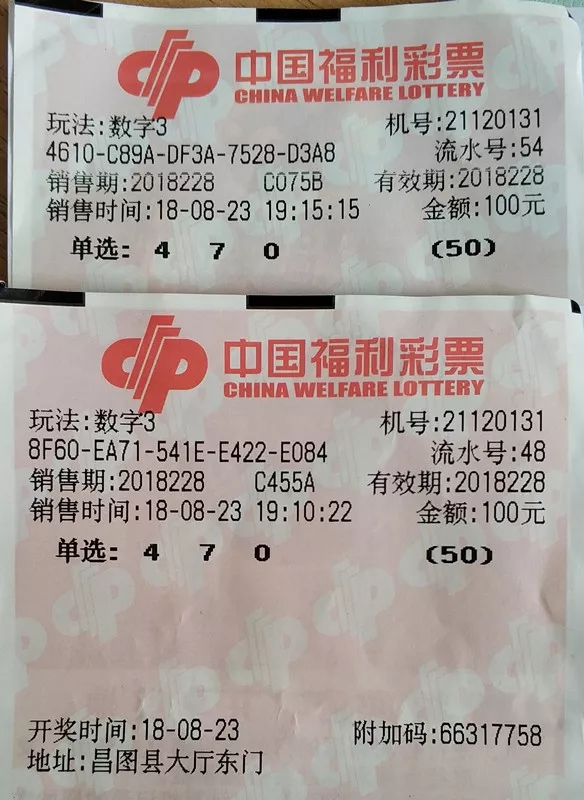 中国福利彩票
CHINA WELFARE LOTTERY
玩法:数字3 机号:21120131
4610-C89A-DF3A-7528-D3A8 流水号:54
销售期:2018228 C075B 有效期:2018228
销售时间:18-08-23 19:15:15 金额:100元
单选: 4 7 0 (50)
中国福利彩票
CHINA WELFARE LOTTERY
玩法:数字3 机号:21120131
8F60-EA71-541E-E422-E084 流水号:48
销售期:2018228 C455A 有效期:2018228
销售时间:18-08-23 19:10:22 金额:100元
单选: 4 7 0 (50)
开奖时间:18-08-23 附加码:66317758
地址:昌图县大厅东门